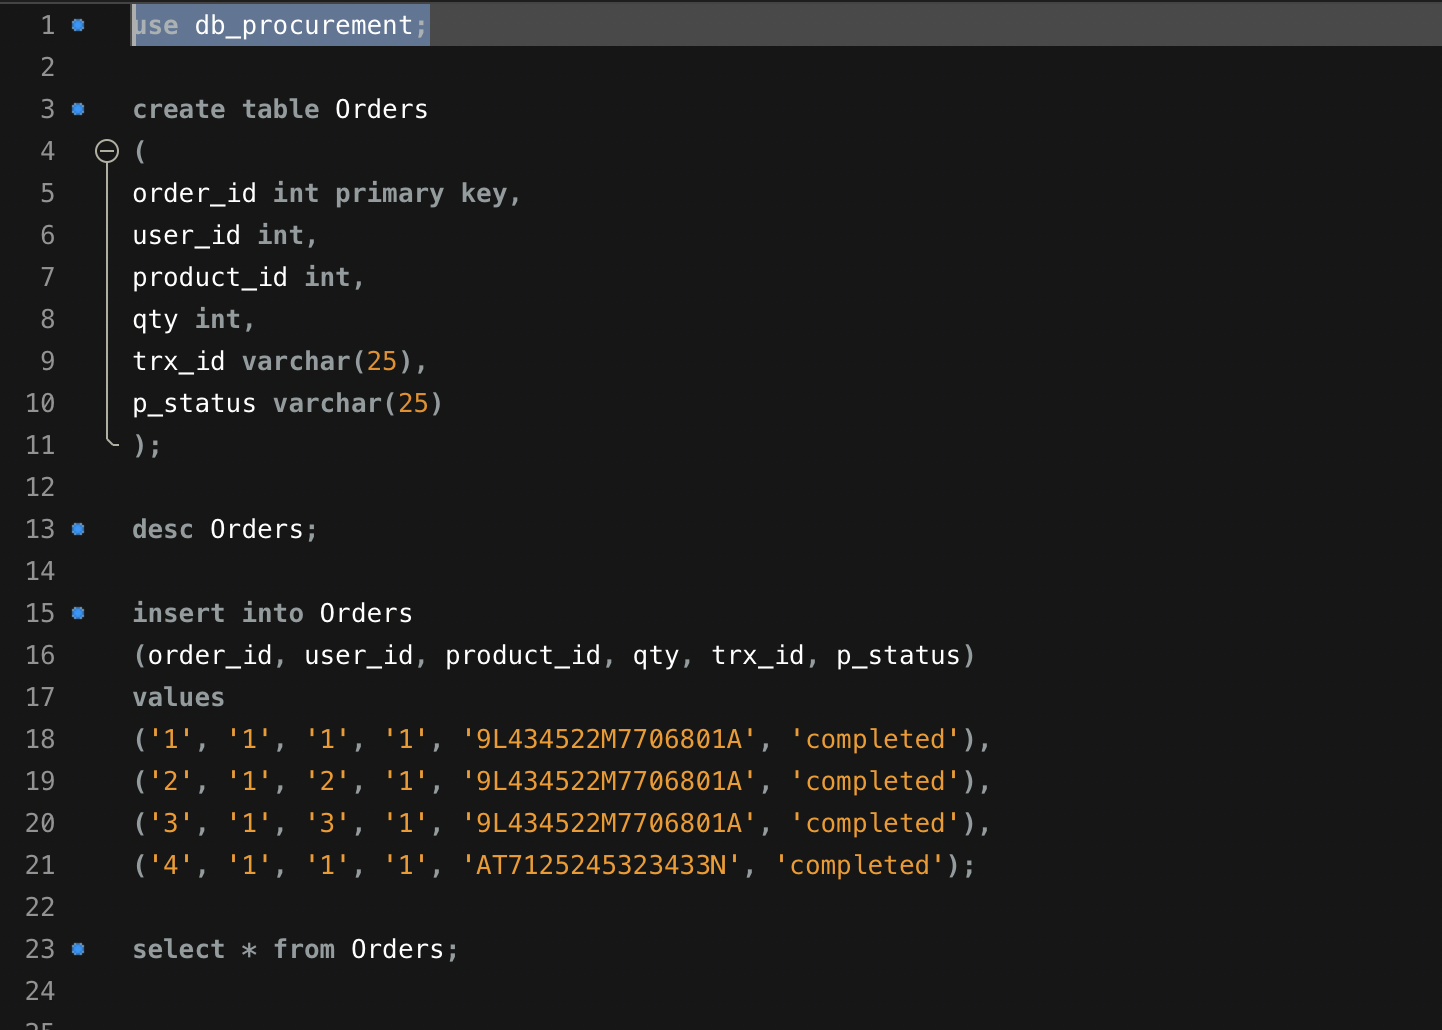 1 use db_procurement;
2
3 create table Orders
4 (
5 order_id int primary key,
6 user_id int,
7 product_id int,
8 qty int,
9 trx_id varchar(25),
10 p_status varchar(25)
11 );
12
13 desc Orders;
14
15 insert into Orders
16 (order_id, user_id, product_id, qty, trx_id, p_status)
17 values
18 ('1', '1', '1', '1', '9L434522M7706801A', 'completed'),
19 ('2', '1', '2', '1', '9L434522M7706801A', 'completed'),
20 ('3', '1', '3', '1', '9L434522M7706801A', 'completed'),
21 ('4', '1', '1', '1', 'AT7125245323433N', 'completed');
22
23 select * from Orders;
24
25